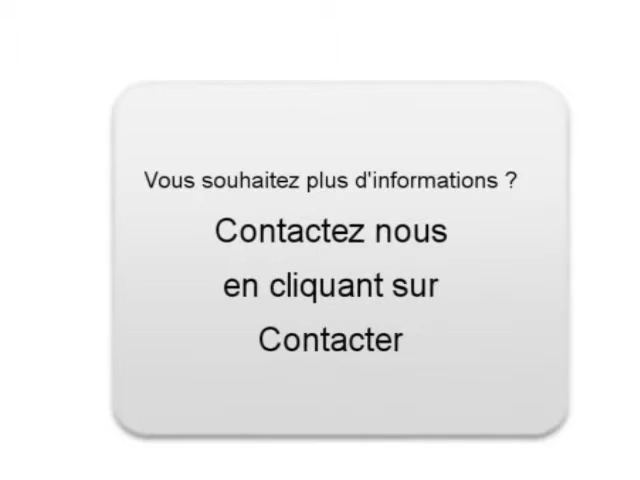 Vous souhaitez plus d'informations ?
Contactez nous
en cliquant sur
Contacter